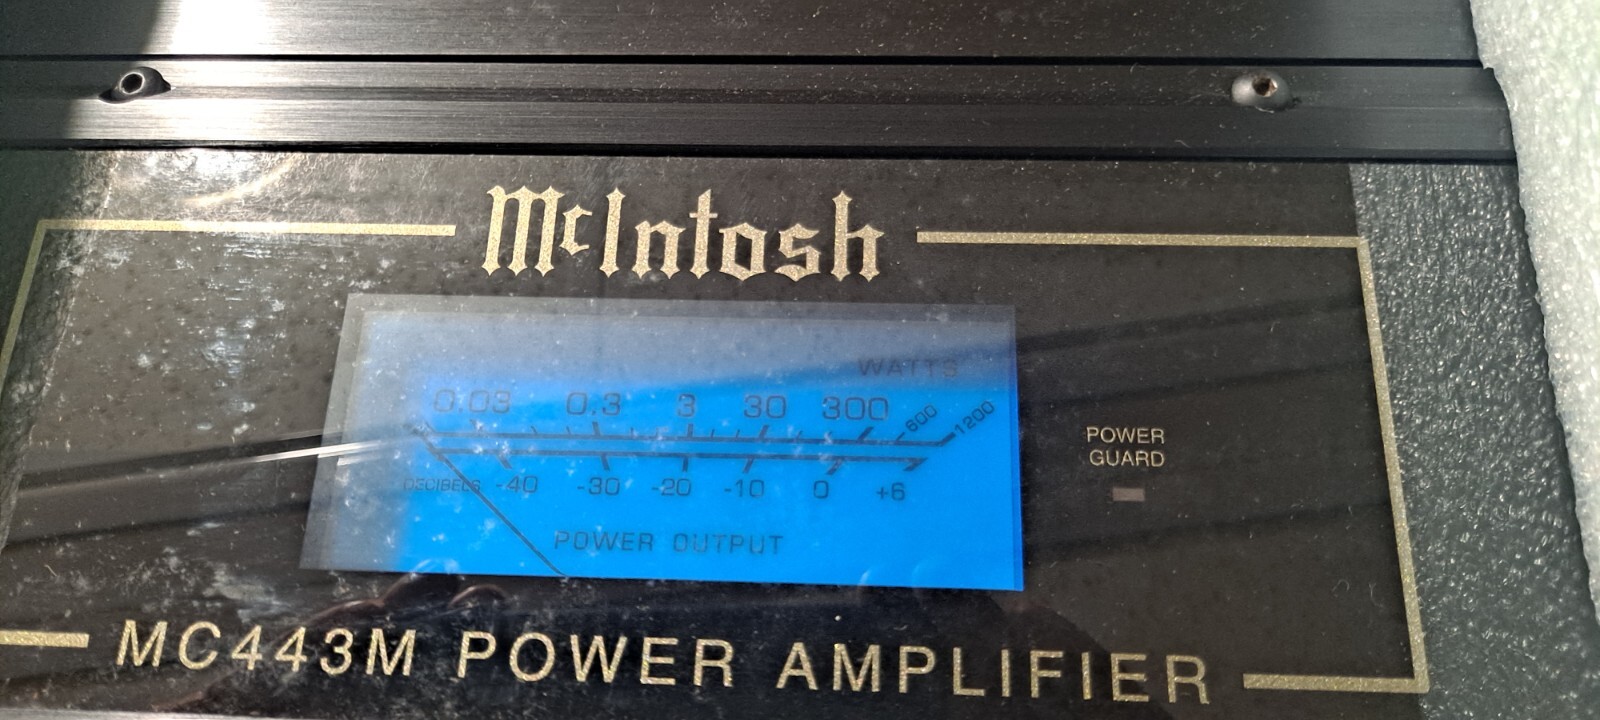 McIntosh
WATTS
0.03 0.3 3 30 300 600 1200
DECIBELS -40 -30 -20 -10 0 +6
POWER OUTPUT
POWER
GUARD
MC443M POWER AMPLIFIER